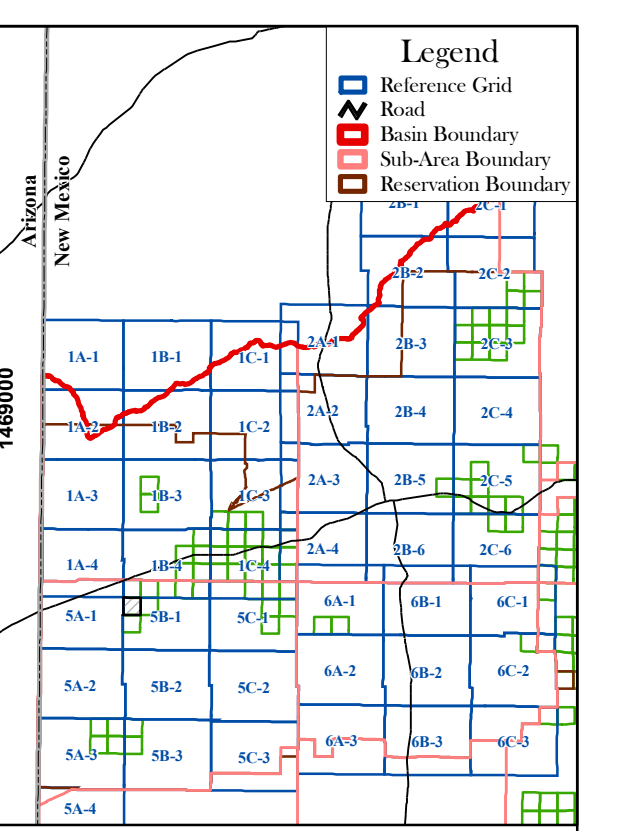 Legend
Reference Grid
Road
Basin Boundary
Sub-Area Boundary
Reservation Boundary
Arizona
New Mexico
1469000
2B-1 2C-1
2B-2 2C-2
2A-1 2B-3 2C-3
1A-1 1B-1 1C-1
2A-2 2B-4 2C-4
1A-2 1B-2 1C-2
2A-3 2B-5 2C-5
1A-3 1B-3 1C-3
2A-4 2B-6 2C-6
1A-4 1B-4 1C-4
6A-1 6B-1 6C-1
5A-1 5B-1 5C-1
6A-2 6B-2 6C-2
5A-2 5B-2 5C-2
6A-3 6B-3 6C-3
5A-3 5B-3 5C-3
5A-4